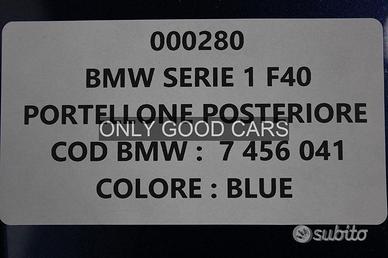 000280
BMW SERIE 1 F40
PORTELLONE POSTERIORE
ONLY GOOD CARS
COD BMW : 7 456 041
COLORE : BLUE
subito